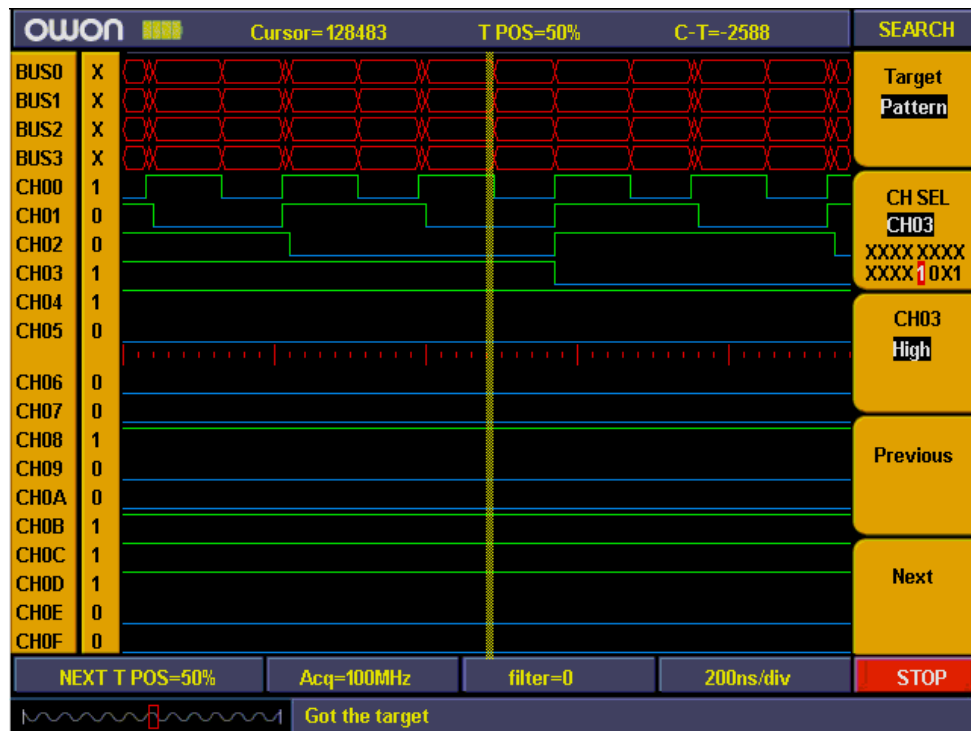 owon Cursor=128483 T POS=50% C-T=-2588 SEARCH
BUS0 X
BUS1 X
BUS2 X
BUS3 X
CH00 1
CH01 0
CH02 0
CH03 1
CH04 1
CH05 0
CH06 0
CH07 0
CH08 1
CH09 0
CH0A 0
CH0B 1
CH0C 1
CH0D 1
CH0E 0
CH0F 0
Target
Pattern
CH SEL
CH03
XXXX XXXX
XXXX 1 0X1
CH03
High
Previous
Next
NEXT T POS=50% Acq=100MHz filter=0 200ns/div STOP
Got the target